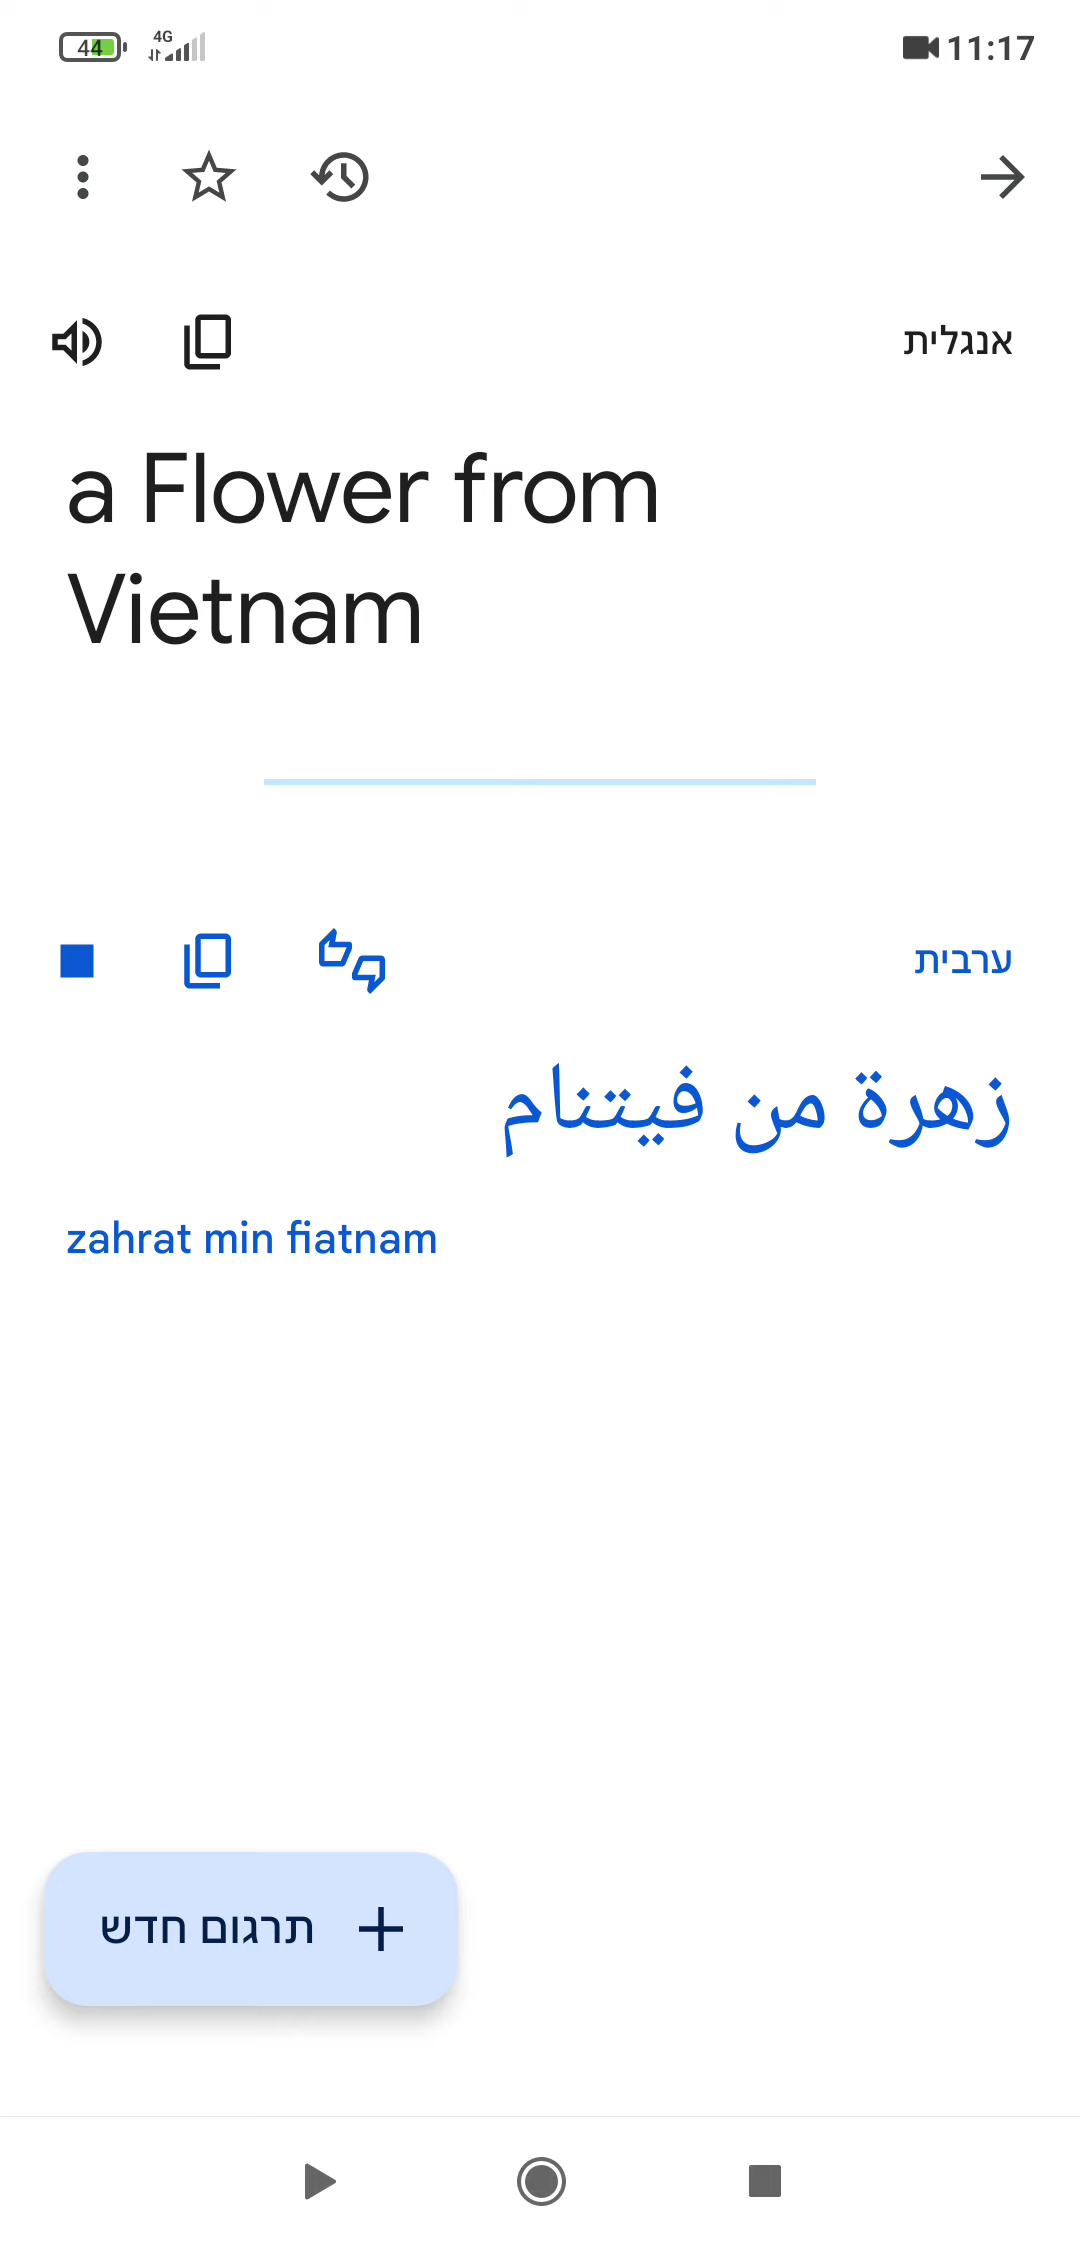 44 4G 11:17
אנגלית
a Flower from
Vietnam
ערבית
زهرة من فيتنام
zahrat min fiatnam
תרגום חדש